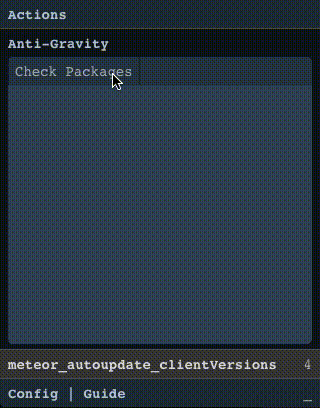 Actions
Anti-Gravity
Check Packages
meteor_autoupdate_clientVersions 4
Config | Guide _